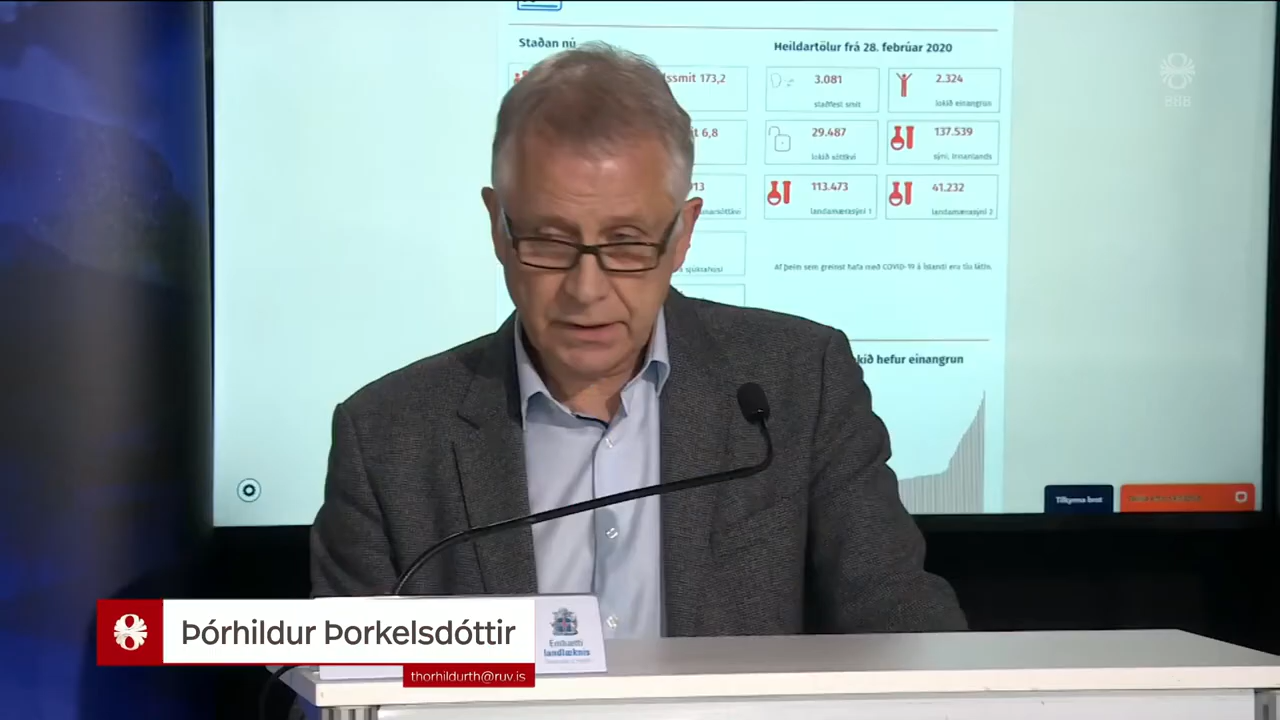 Staðan nú
Heildartölur frá 28. febrúar 2020
ssmit 173,2
3.081
staðfest smit
2.324
lokið einangrun
6,8
29.487
lokið sóttkví
137.539
sýni, innanlands
113.473
landamærasýni 1
41.232
landamærasýni 2
Af þeim sem greinst hafa með COVID-19 á Íslandi eru tíu látin.
kið hefur einangrun
Tilkynna brot
Þórhildur Þorkelsdóttir
thorhildurth@ruv.is
Embætti
landlæknis